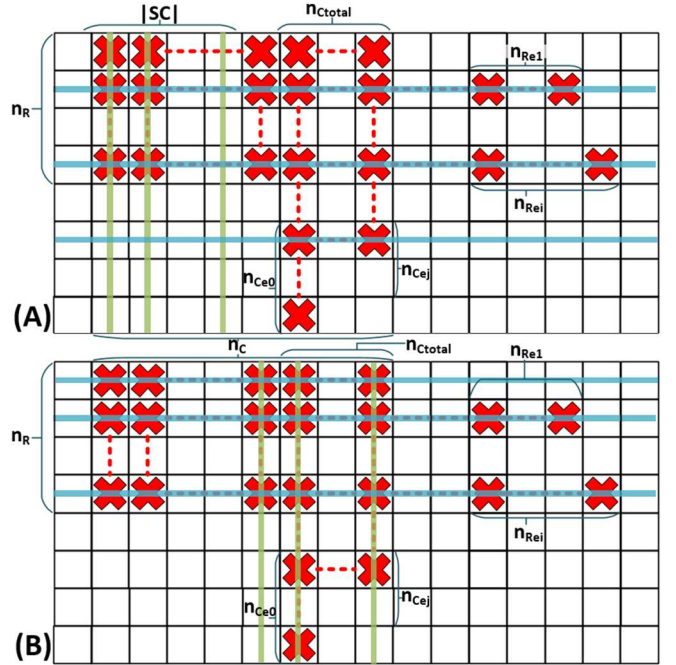 |SC|
n_Ctotal
n_Re1
n_R
n_Rei
n_Ce0
n_Cej
(A)
n_C
n_Ctotal
n_Re1
n_R
n_Rei
n_Ce0
n_Cej
(B)